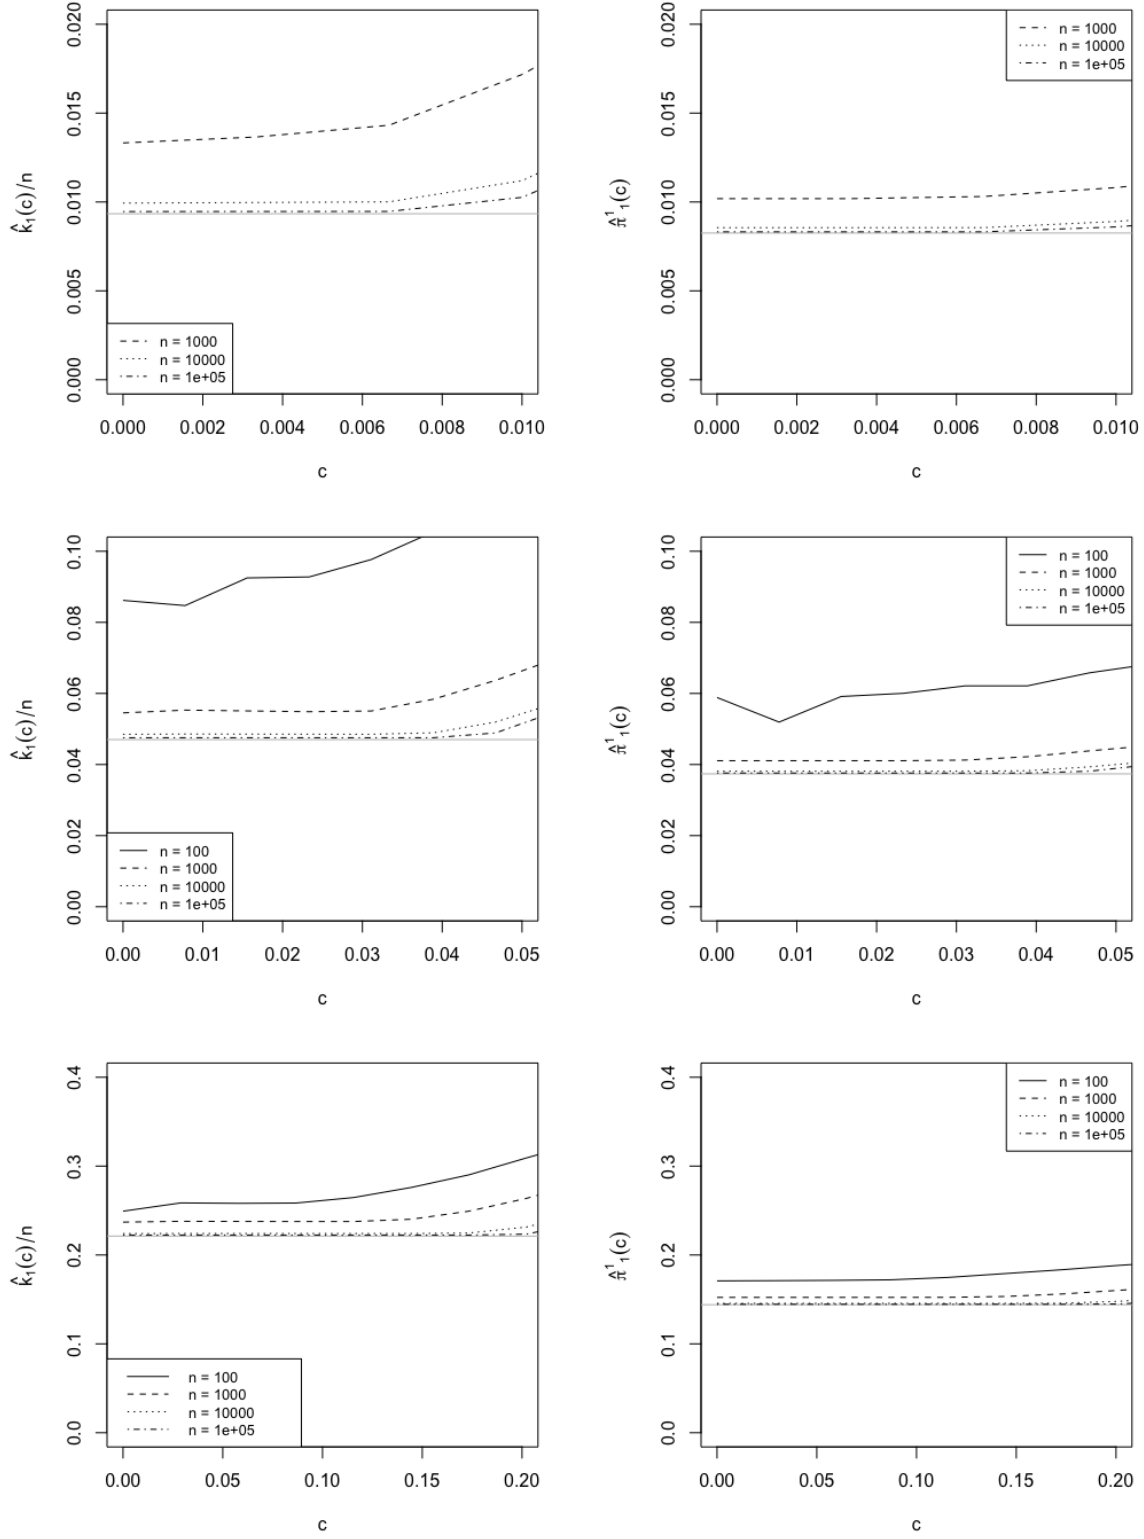 k̂₁(c)/n
0.000 0.005 0.010 0.015 0.020
n = 1000
n = 10000
n = 1e+05
0.000 0.002 0.004 0.006 0.008 0.010
c
π̂¹₁(c)
0.000 0.005 0.010 0.015 0.020
n = 1000
n = 10000
n = 1e+05
0.000 0.002 0.004 0.006 0.008 0.010
c
k̂₁(c)/n
0.00 0.02 0.04 0.06 0.08 0.10
n = 100
n = 1000
n = 10000
n = 1e+05
0.00 0.01 0.02 0.03 0.04 0.05
c
π̂¹₁(c)
0.00 0.02 0.04 0.06 0.08 0.10
n = 100
n = 1000
n = 10000
n = 1e+05
0.00 0.01 0.02 0.03 0.04 0.05
c
k̂₁(c)/n
0.0 0.1 0.2 0.3 0.4
n = 100
n = 1000
n = 10000
n = 1e+05
0.00 0.05 0.10 0.15 0.20
c
π̂¹₁(c)
0.0 0.1 0.2 0.3 0.4
n = 100
n = 1000
n = 10000
n = 1e+05
0.00 0.05 0.10 0.15 0.20
c